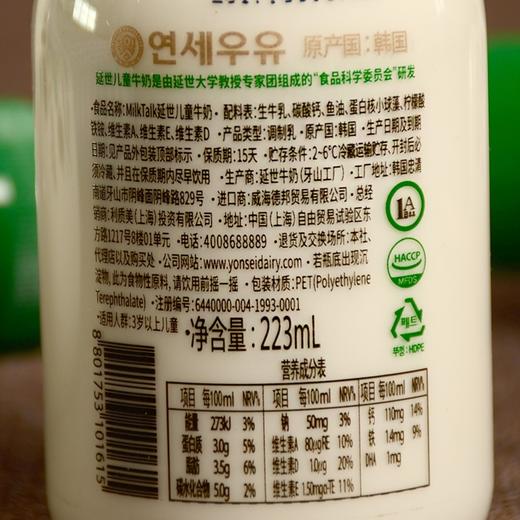 연세우유 原产国:韩国
延世儿童牛奶是由延世大学教授专家团组成的“食品科学委员会”研发
•食品名称:MilkTalk延世儿童牛奶 •配料表:生牛乳、碳酸钙、鱼油、蛋白核小球藻、柠檬酸
铁铵、维生素A、维生素E、维生素D •产品类型:调制乳 •原产国:韩国 •生产日期及到期
日期:见产品外包装顶部标示 •保质期:15天 •贮存条件:2~6℃冷藏运输贮存、开封后必
须冷藏、并且在保质期内尽早饮用 •生产商:延世牛奶(牙山工厂) •工厂地址:韩国忠清
南道牙山市阴峰面阴峰路829号 •进口商:威海德邦贸易有限公司 •总经
销商:利质美(上海)投资有限公司 •地址:中国(上海)自由贸易试验区东
方路1217号8楼01单元 •电话:4008688889 •退货及交换场所:本社、
代理店以及购买处 •公司网站:www.yonseidairy.com •若瓶底出现沉
淀物, 此为食物性原料, 请饮用前摇一摇 •包装材质:PET(Polyethylene
Terephthalate) •注册编号:6440000-004-1993-0001
•适用人群:3岁以上儿童
•净含量:223mL
1A
HACCP
MFDS
페트
뚜껑: HDPE
8801753101615
营养成分表
项目 每100ml NRV% 项目 每100ml NRV% 项目 每100ml NRV%
能量 273kJ 3% 钠 50mg 3% 钙 110mg 14%
蛋白质 3.0g 5% 维生素A 80µgRE 10% 铁 1.4mg 9%
脂肪 3.5g 6% 维生素D 1.0µg 20% DHA 1mg
碳水化合物 5.0g 2% 维生素E 1.50mgα-TE 11%